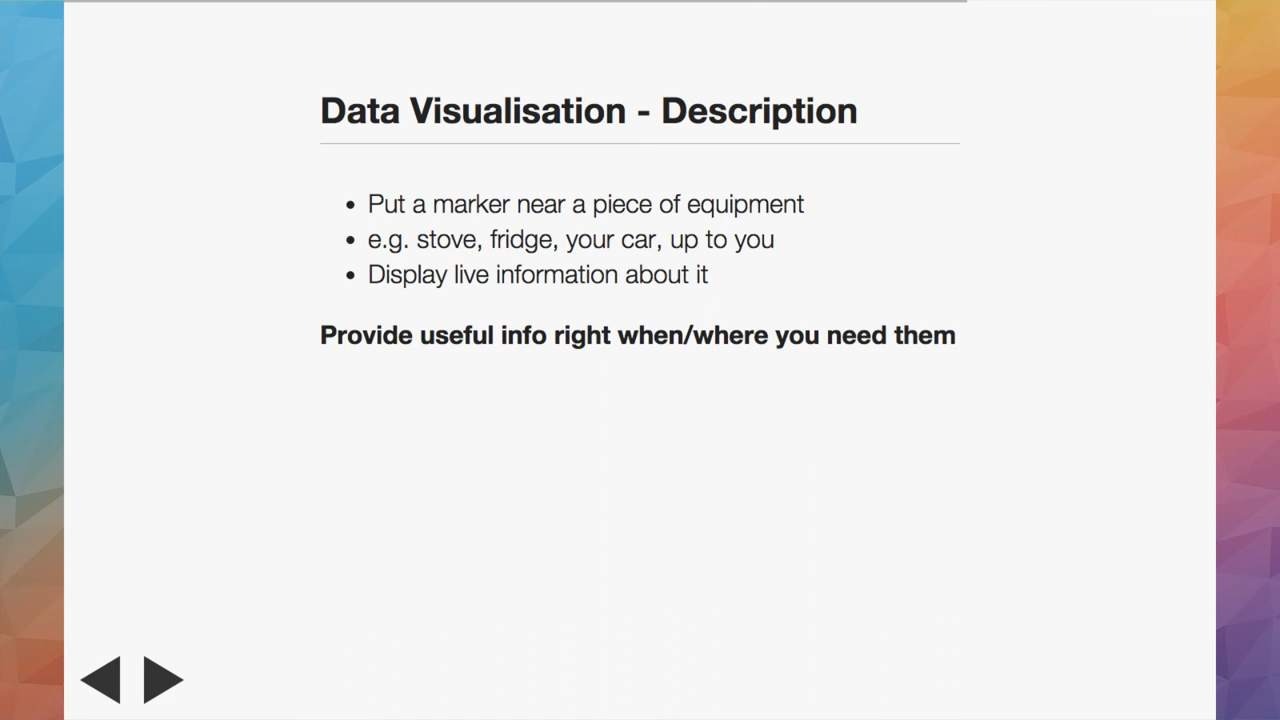 Data Visualisation - Description
• Put a marker near a piece of equipment
• e.g. stove, fridge, your car, up to you
• Display live information about it
Provide useful info right when/where you need them